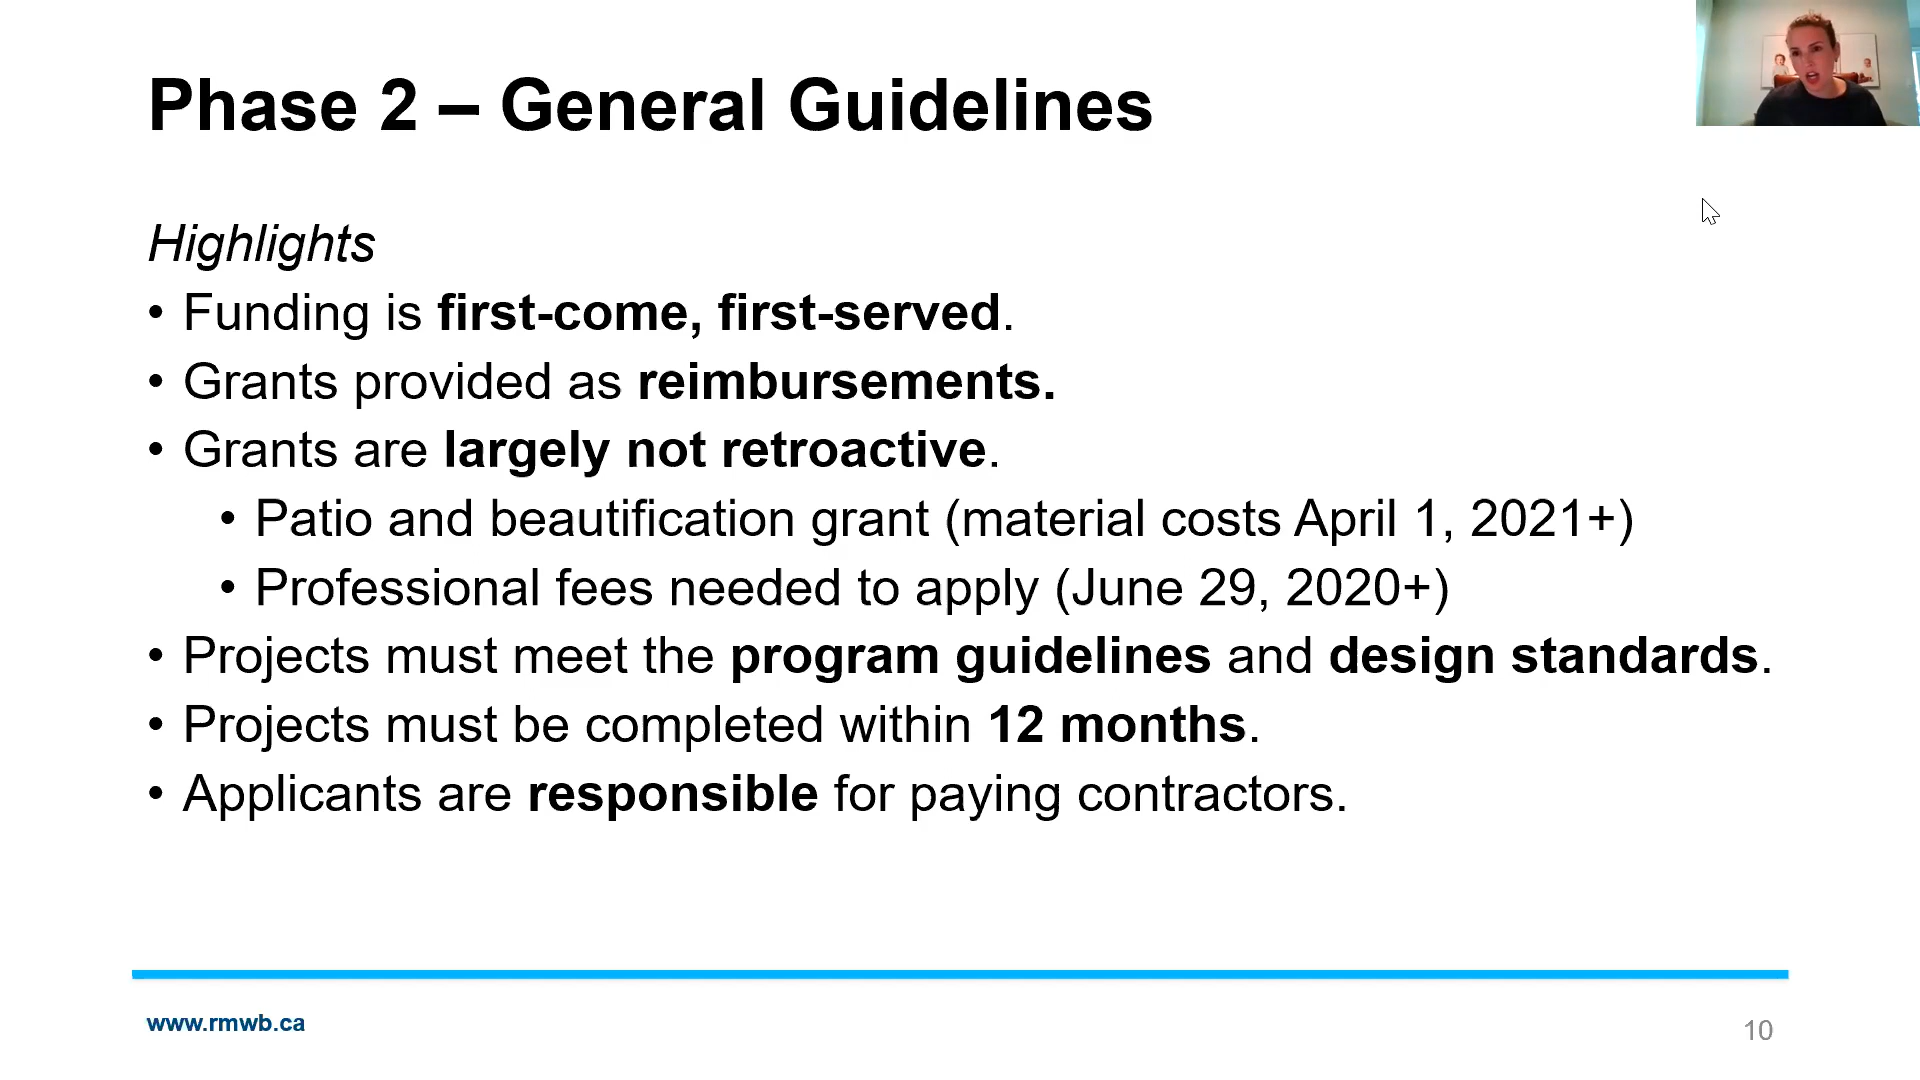 Phase 2 – General Guidelines
Highlights
• Funding is first-come, first-served.
• Grants provided as reimbursements.
• Grants are largely not retroactive.
• Patio and beautification grant (material costs April 1, 2021+)
• Professional fees needed to apply (June 29, 2020+)
• Projects must meet the program guidelines and design standards.
• Projects must be completed within 12 months.
• Applicants are responsible for paying contractors.
www.rmwb.ca
10